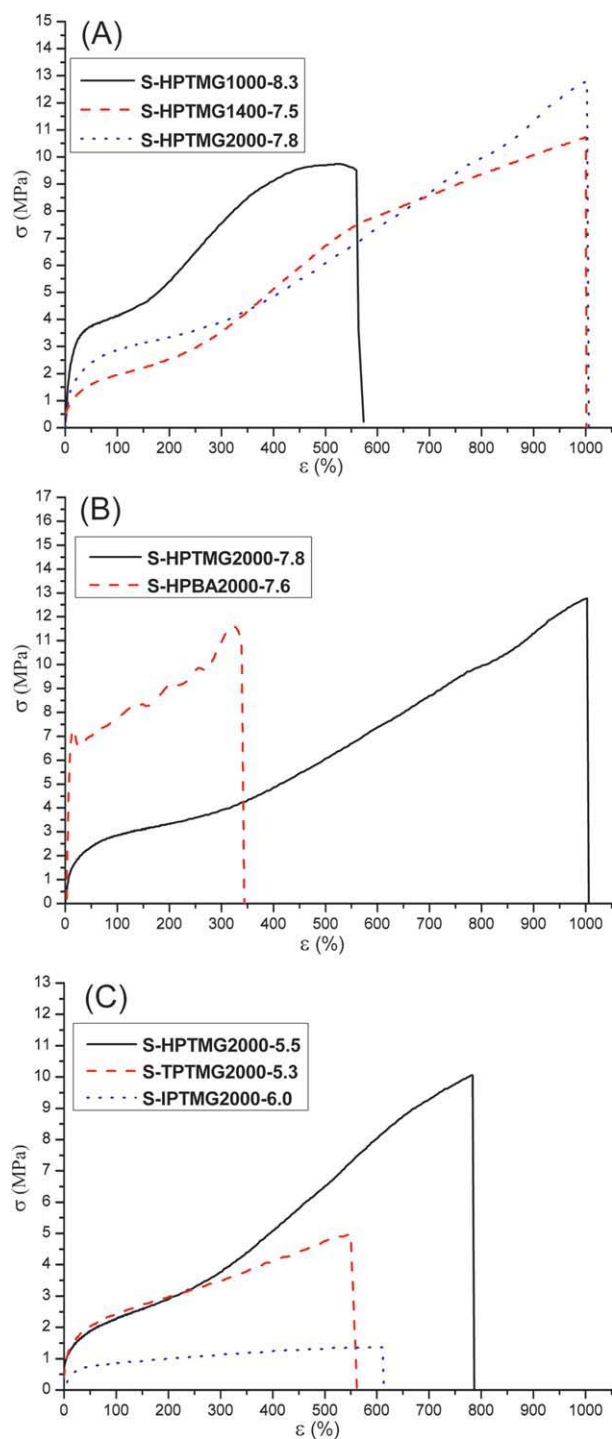 (A)
S-HPTMG1000-8.3
S-HPTMG1400-7.5
S-HPTMG2000-7.8
15
14
13
12
11
10
9
8
7
6
5
4
3
2
1
0
σ (MPa)
0 100 200 300 400 500 600 700 800 900 1000
ε (%)
(B)
S-HPTMG2000-7.8
S-HPBA2000-7.6
17
16
15
14
13
12
11
10
9
8
7
6
5
4
3
2
1
0
σ (MPa)
0 100 200 300 400 500 600 700 800 900 1000
ε (%)
(C)
S-HPTMG2000-5.5
S-TPTMG2000-5.3
S-IPTMG2000-6.0
13
12
11
10
9
8
7
6
5
4
3
2
1
0
σ (MPa)
0 100 200 300 400 500 600 700 800 900 1000
ε (%)